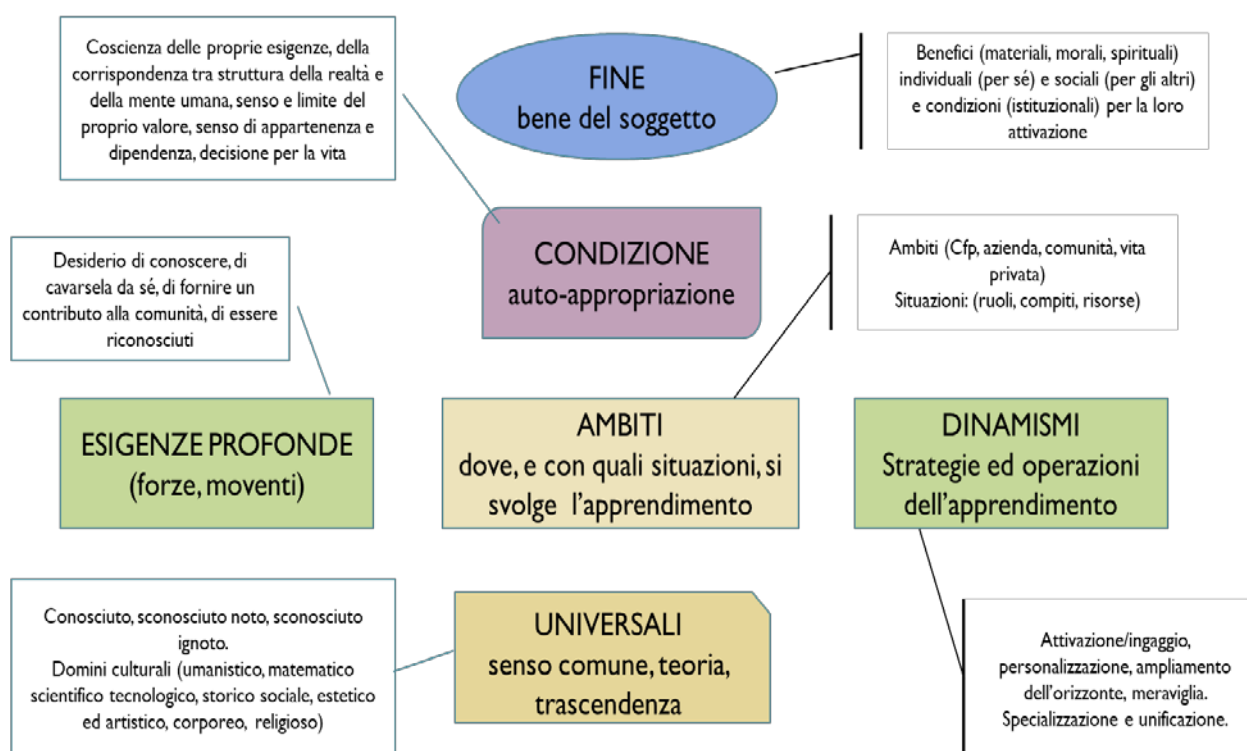 Coscienza delle proprie esigenze, della
corrispondenza tra struttura della realtà e
della mente umana, senso e limite del
proprio valore, senso di appartenenza e
dipendenza, decisione per la vita
FINE
bene del soggetto
Benefici (materiali, morali, spirituali)
individuali (per sé) e sociali (per gli altri)
e condizioni (istituzionali) per la loro
attivazione
CONDIZIONE
auto-appropriazione
Ambiti (Cfp, azienda, comunità, vita
privata)
Situazioni: (ruoli, compiti, risorse)
Desiderio di conoscere, di
cavarsela da sé, di fornire un
contributo alla comunità, di essere
riconosciuti
ESIGENZE PROFONDE
(forze, moventi)
AMBITI
dove, e con quali situazioni, si
svolge l'apprendimento
DINAMISMI
Strategie ed operazioni
dell'apprendimento
Conosciuto, sconosciuto noto, sconosciuto
ignoto.
Domini culturali (umanistico, matematico
scientifico tecnologico, storico sociale, estetico
ed artistico, corporeo, religioso)
UNIVERSALI
senso comune, teoria,
trascendenza
Attivazione/ingaggio,
personalizzazione, ampliamento
dell'orizzonte, meraviglia.
Specializzazione e unificazione.